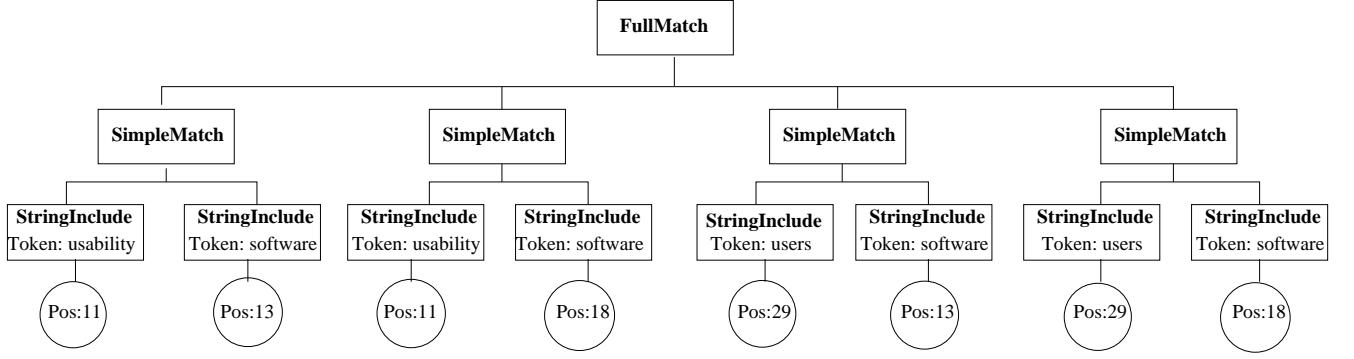 FullMatch
SimpleMatch SimpleMatch SimpleMatch SimpleMatch
StringInclude StringInclude StringInclude StringInclude StringInclude StringInclude StringInclude StringInclude
Token: usability Token: software Token: usability Token: software Token: users Token: software Token: users Token: software
Pos:11 Pos:13 Pos:11 Pos:18 Pos:29 Pos:13 Pos:29 Pos:18